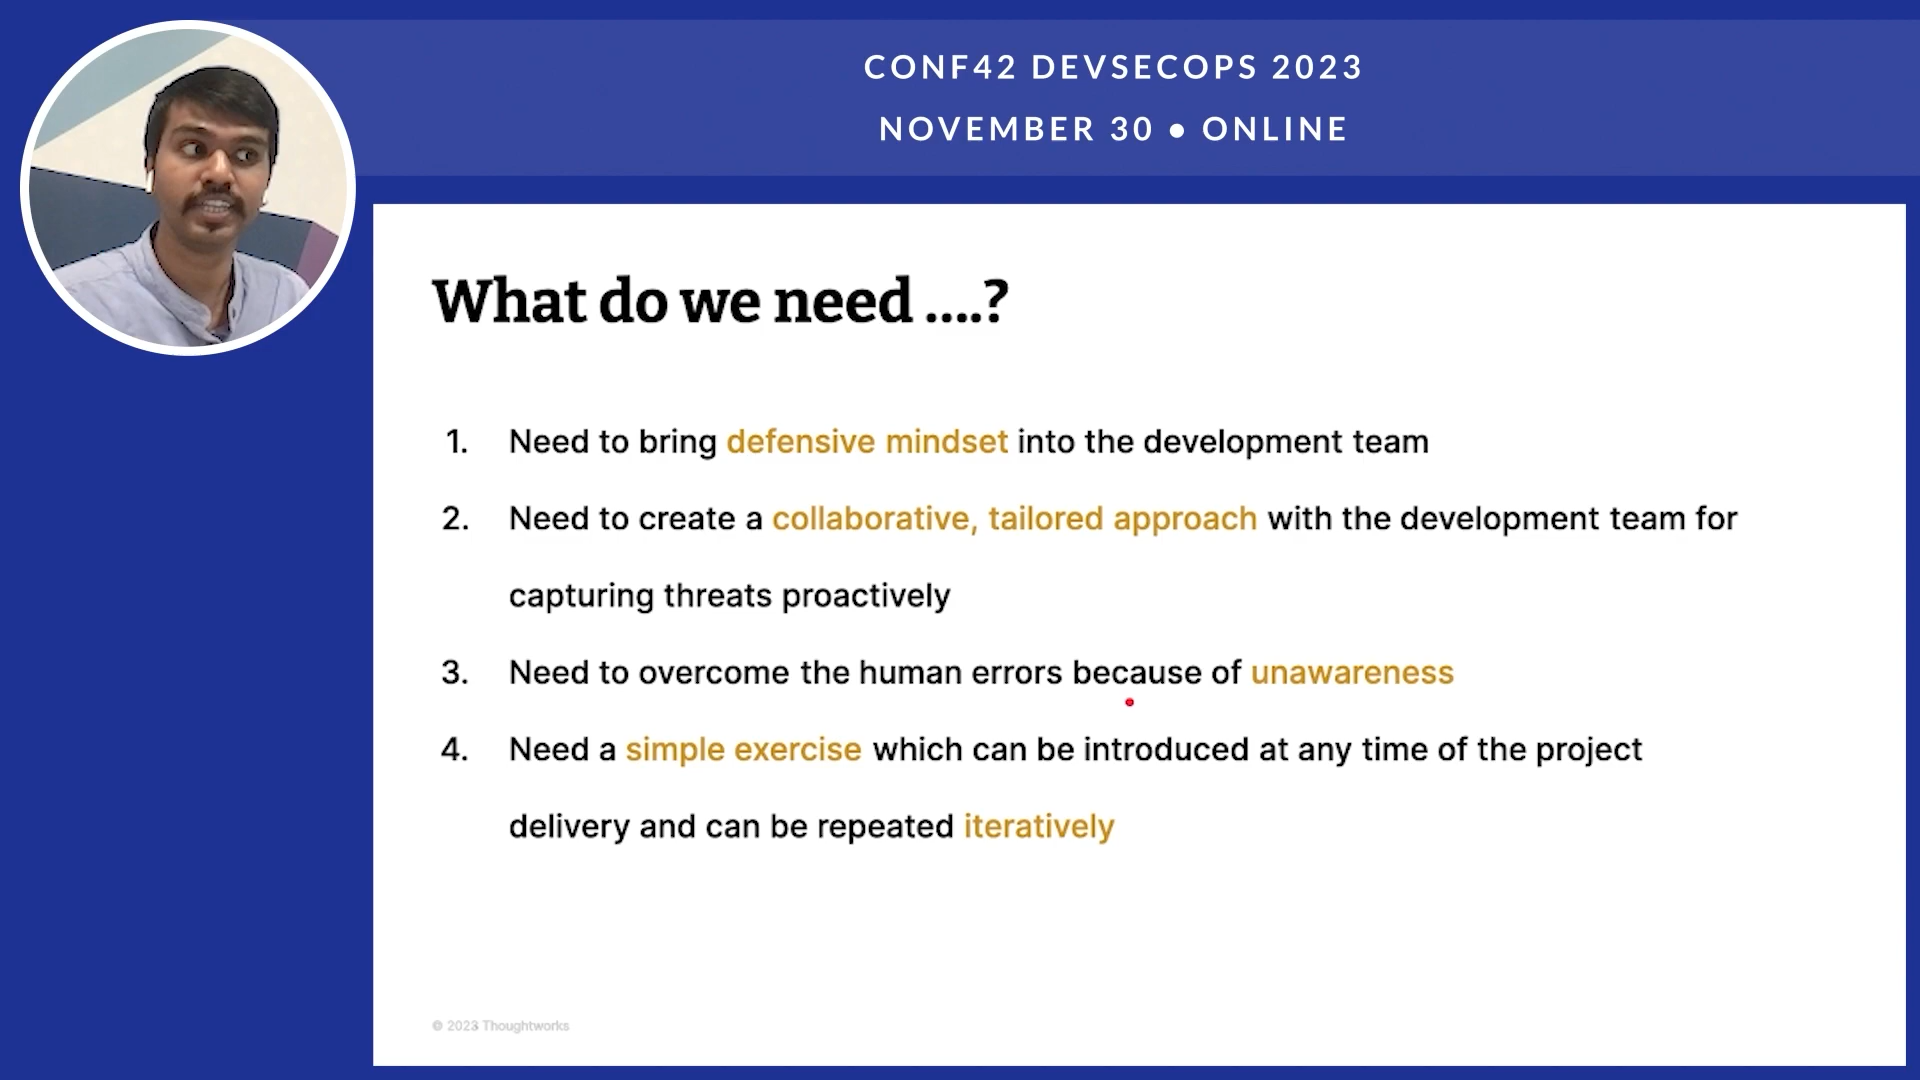 CONF42 DEVSECOPS 2023
NOVEMBER 30 • ONLINE
What do we need ....?
1. Need to bring defensive mindset into the development team
2. Need to create a collaborative, tailored approach with the development team for
capturing threats proactively
3. Need to overcome the human errors because of unawareness
4. Need a simple exercise which can be introduced at any time of the project
delivery and can be repeated iteratively
© 2023 Thoughtworks